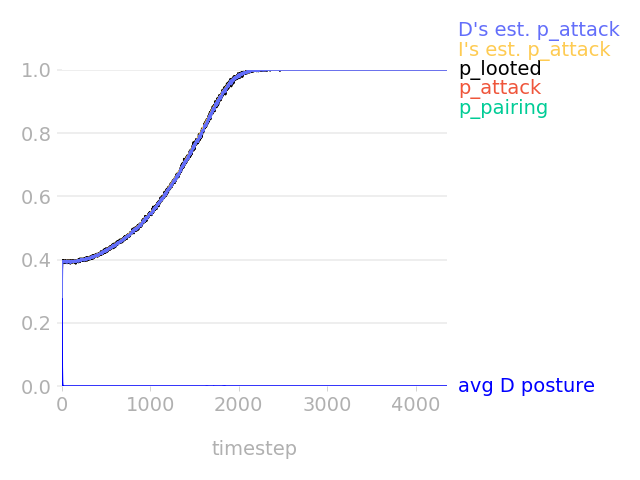 D's est. p_attack
I's est. p_attack
p_looted
p_attack
p_pairing
1.0
0.8
0.6
0.4
0.2
0.0
avg D posture
0 1000 2000 3000 4000
timestep